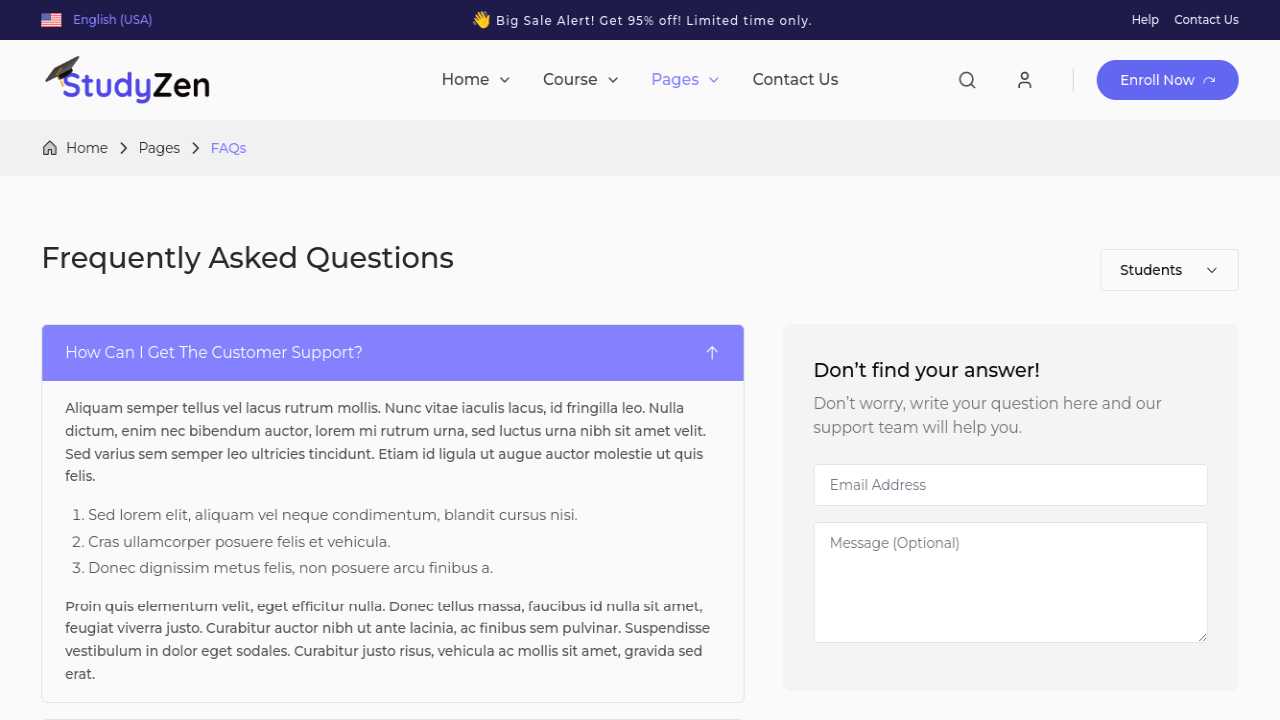 English (USA)
Big Sale Alert! Get 95% off! Limited time only.
Help
Contact Us
StudyZen
Home
Course
Pages
Contact Us
Enroll Now
Home
Pages
FAQs
Frequently Asked Questions
Students
How Can I Get The Customer Support?
Aliquam semper tellus vel lacus rutrum mollis. Nunc vitae iaculis lacus, id fringilla leo. Nulla
dictum, enim nec bibendum auctor, lorem mi rutrum urna, sed luctus urna nibh sit amet velit.
Sed varius sem semper leo ultricies tincidunt. Etiam id ligula ut augue auctor molestie ut quis
felis.
1. Sed lorem elit, aliquam vel neque condimentum, blandit cursus nisi.
2. Cras ullamcorper posuere felis et vehicula.
3. Donec dignissim metus felis, non posuere arcu finibus a.
Proin quis elementum velit, eget efficitur nulla. Donec tellus massa, faucibus id nulla sit amet,
feugiat viverra justo. Curabitur auctor nibh ut ante lacinia, ac finibus sem pulvinar. Suspendisse
vestibulum in dolor eget sodales. Curabitur justo risus, vehicula ac mollis sit amet, gravida sed
erat.
Don’t find your answer!
Don’t worry, write your question here and our
support team will help you.
Email Address
Message (Optional)